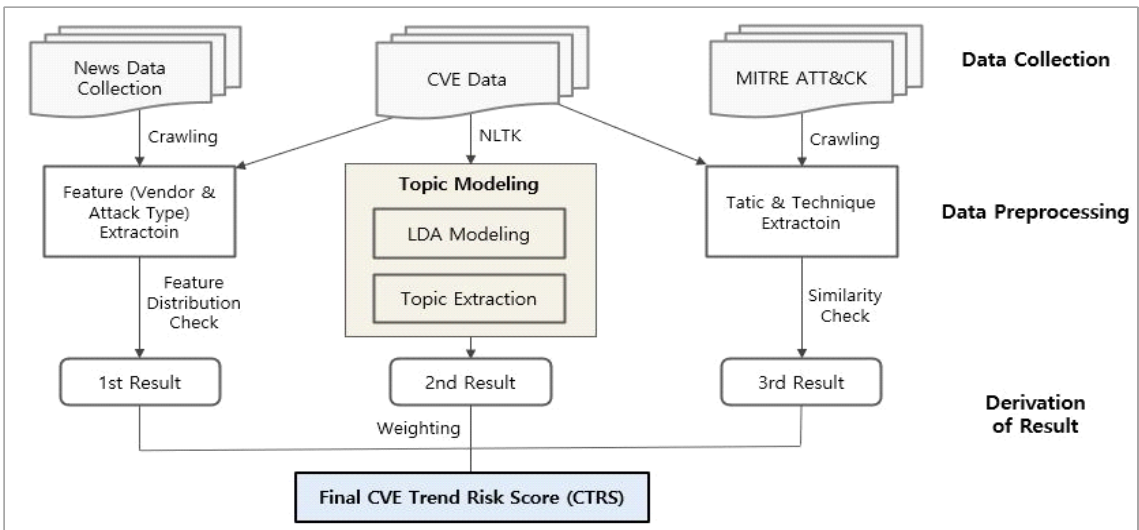 News Data
Collection
CVE Data
MITRE ATT&CK
Data Collection
Crawling
NLTK
Crawling
Feature (Vendor &
Attack Type)
Extractoin
Topic Modeling
LDA Modeling
Topic Extraction
Tatic & Technique
Extractoin
Data Preprocessing
Feature
Distribution
Check
Similarity
Check
1st Result
2nd Result
3rd Result
Derivation
of Result
Weighting
Final CVE Trend Risk Score (CTRS)